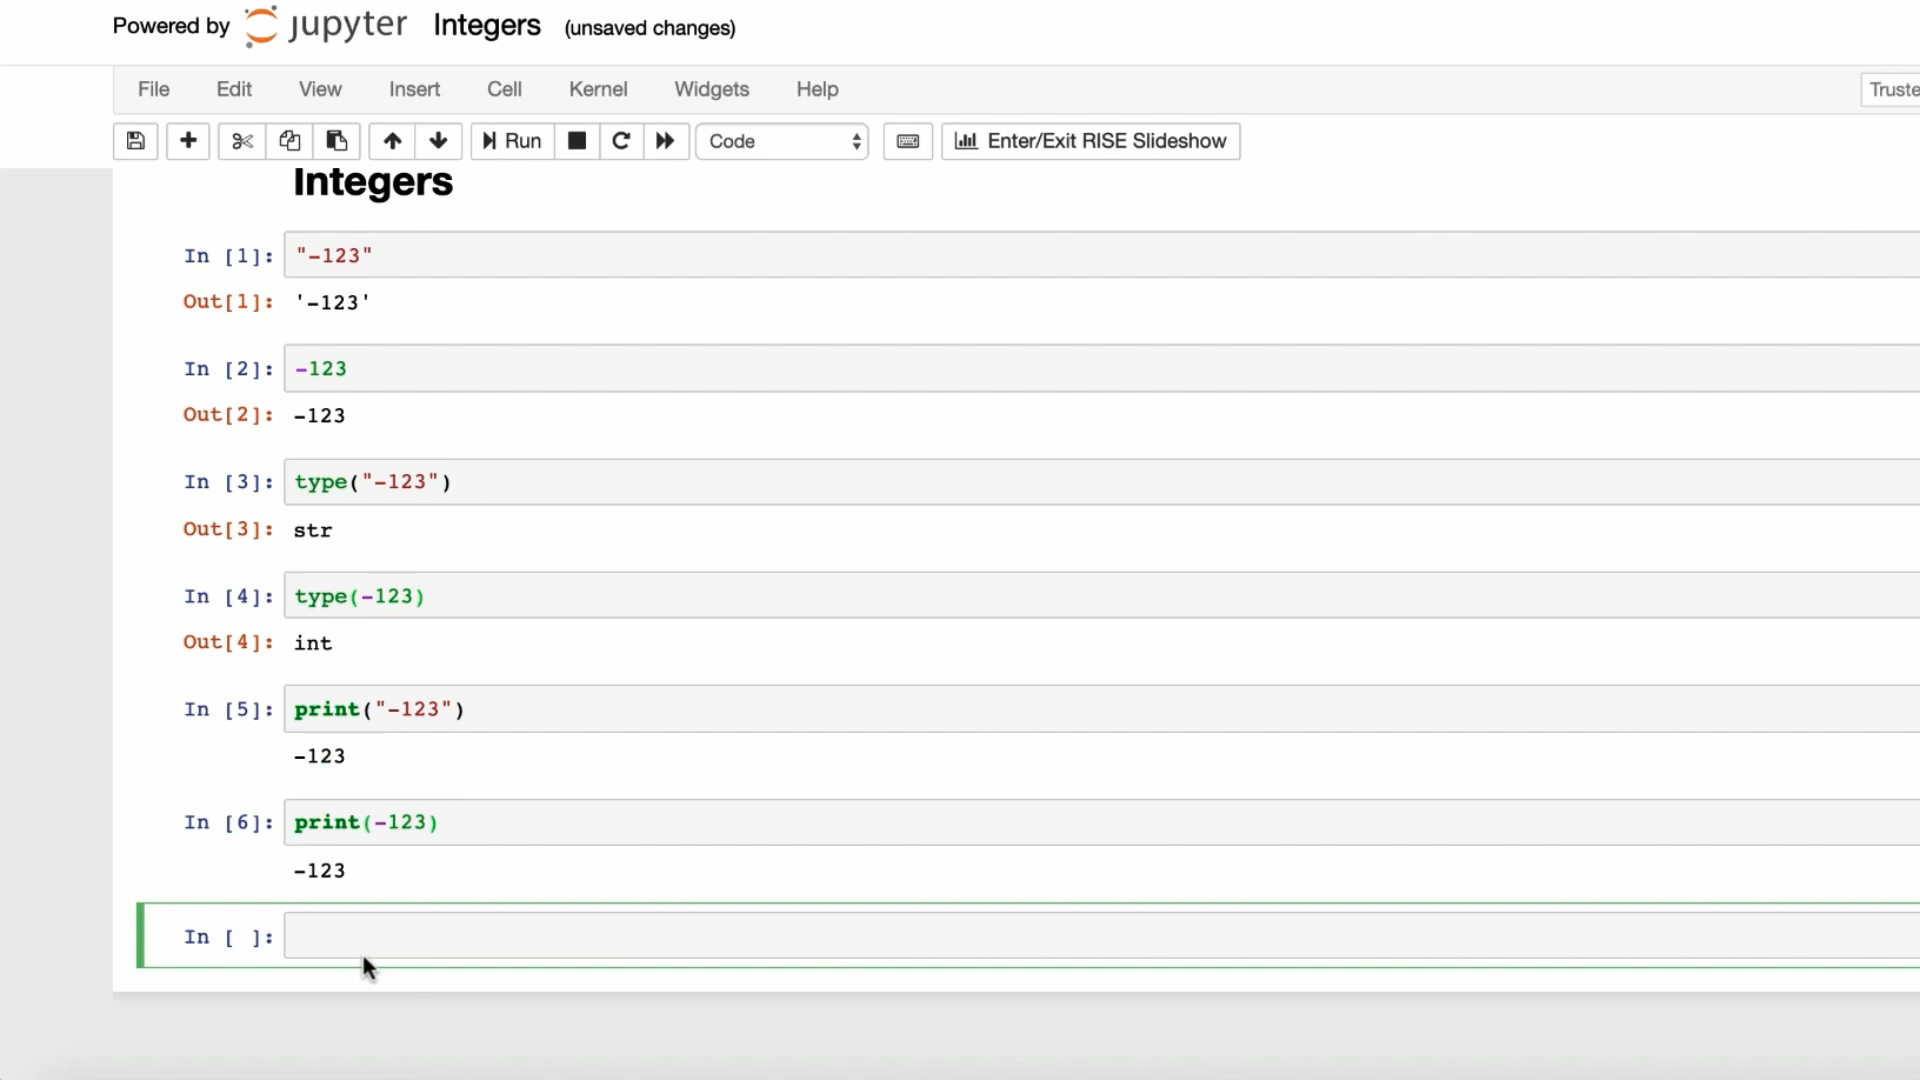 Powered by jupyter Integers (unsaved changes)
File Edit View Insert Cell Kernel Widgets Help Truste
Run Code Enter/Exit RISE Slideshow
Integers
In [1]: "-123"
Out[1]: '-123'
In [2]: -123
Out[2]: -123
In [3]: type("-123")
Out[3]: str
In [4]: type(-123)
Out[4]: int
In [5]: print("-123")
-123
In [6]: print(-123)
-123
In [ ]: